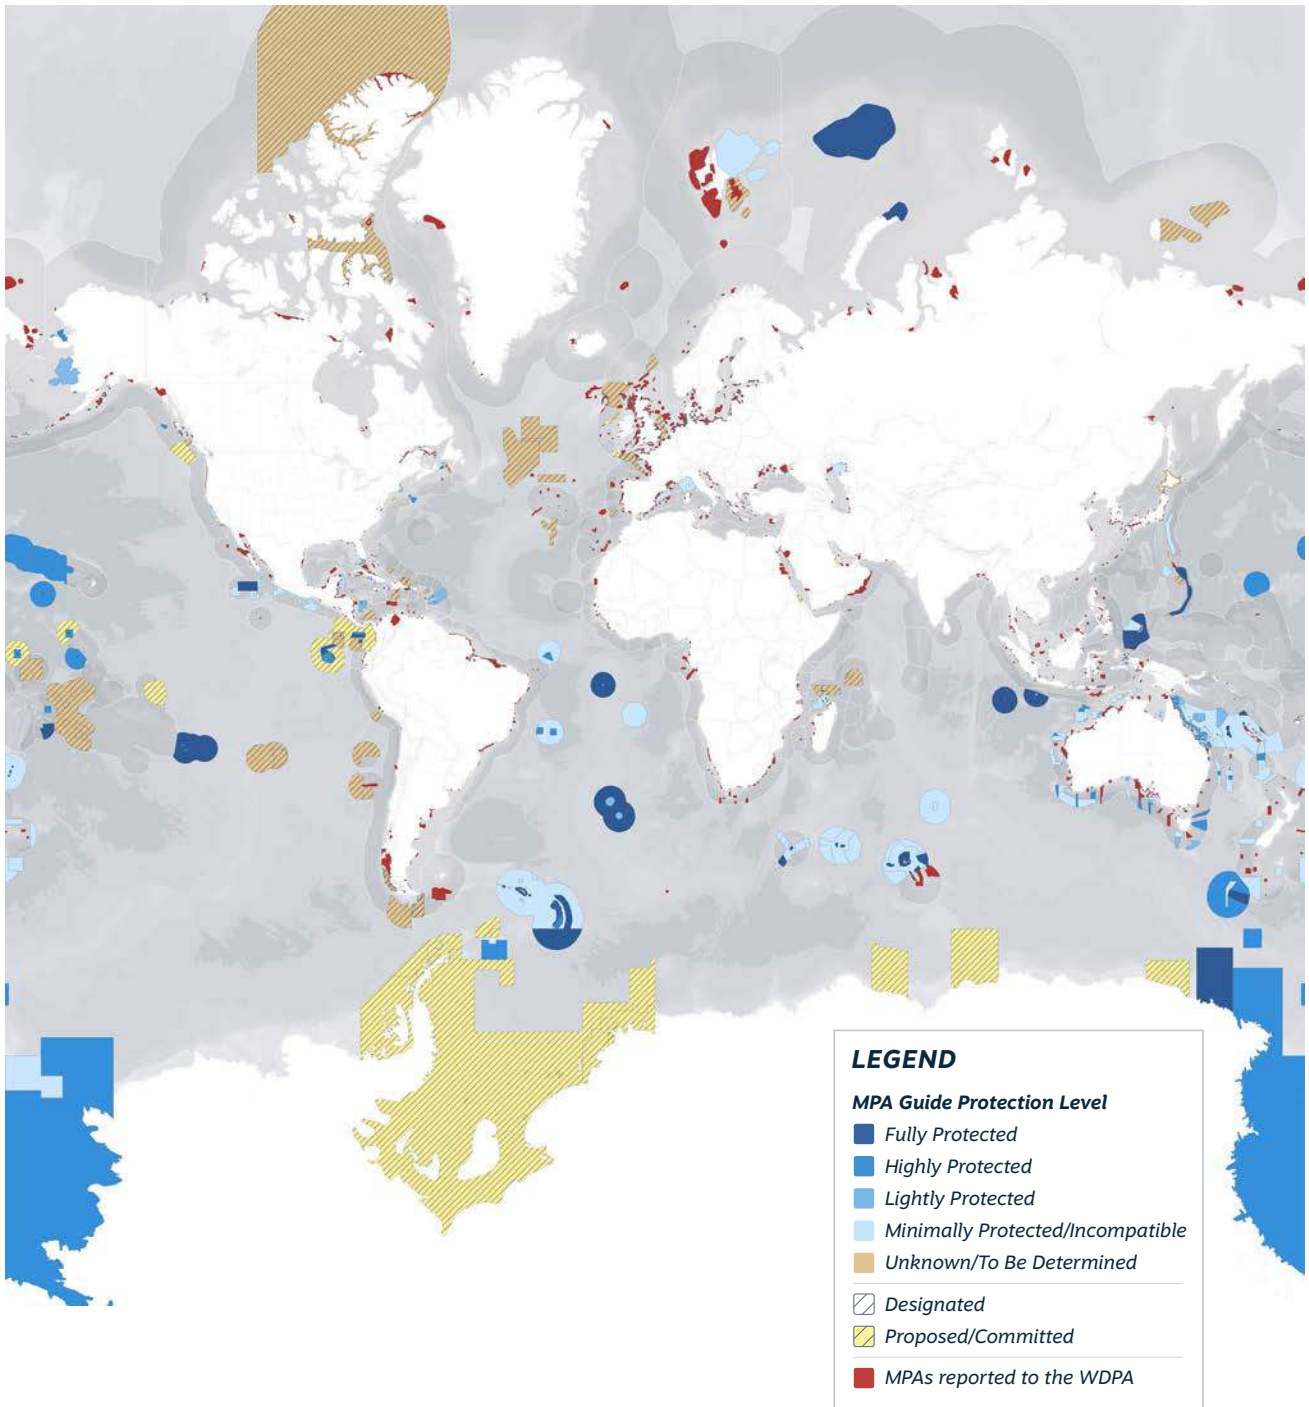 LEGEND
MPA Guide Protection Level
Fully Protected
Highly Protected
Lightly Protected
Minimally Protected/Incompatible
Unknown/To Be Determined
Designated
Proposed/Committed
MPAs reported to the WDPA